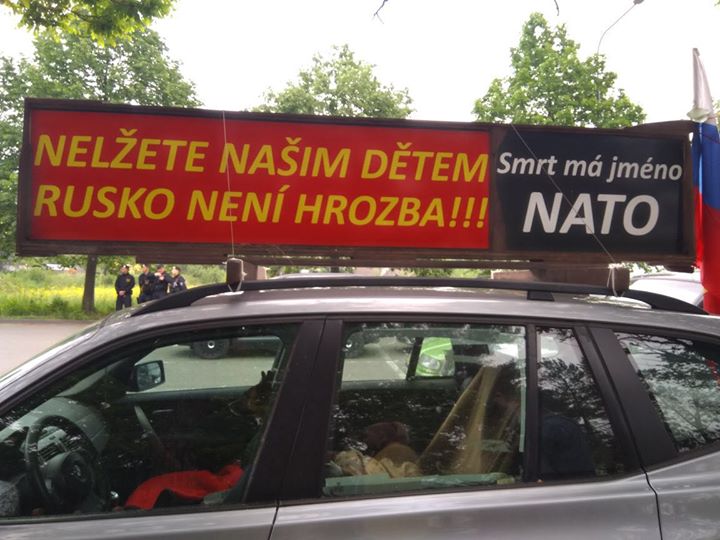 NELŽETE NAŠIM DĚTEM
RUSKO NENÍ HROZBA!!!
Smrt má jméno
NATO